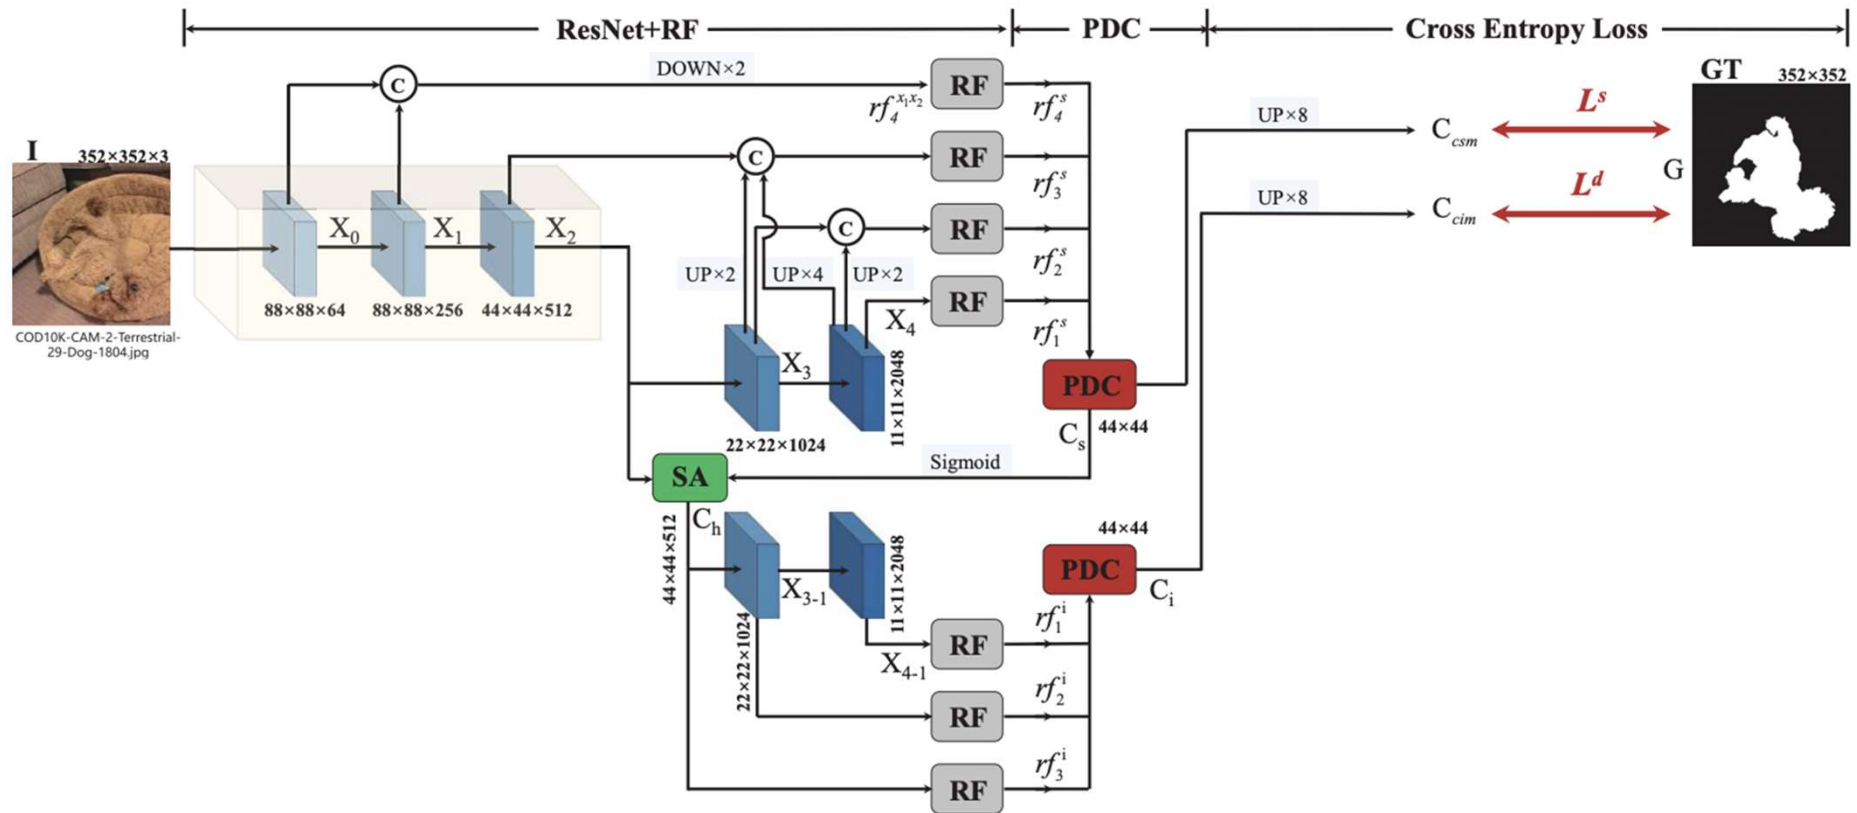 ResNet+RF
PDC
Cross Entropy Loss
I
352×352×3
COD10K-CAM-2-Terrestrial-
29-Dog-1804.jpg
C
DOWN×2
rf₄ˣ¹ˣ²
RF
rf₄ˢ
C
RF
rf₃ˢ
C
RF
rf₂ˢ
RF
rf₁ˢ
X₀
X₁
X₂
88×88×64
88×88×256
44×44×512
UP×2
UP×4
UP×2
X₃
X₄
22×22×1024
11×11×2048
PDC
44×44
Cₛ
Sigmoid
SA
Cₕ
44×44×512
X₃₋₁
22×22×1024
11×11×2048
X₄₋₁
RF
rf₁ⁱ
RF
rf₂ⁱ
RF
rf₃ⁱ
44×44
PDC
Cᵢ
UP×8
C_csm
Lˢ
UP×8
C_cim
Lᵈ
GT
352×352
G